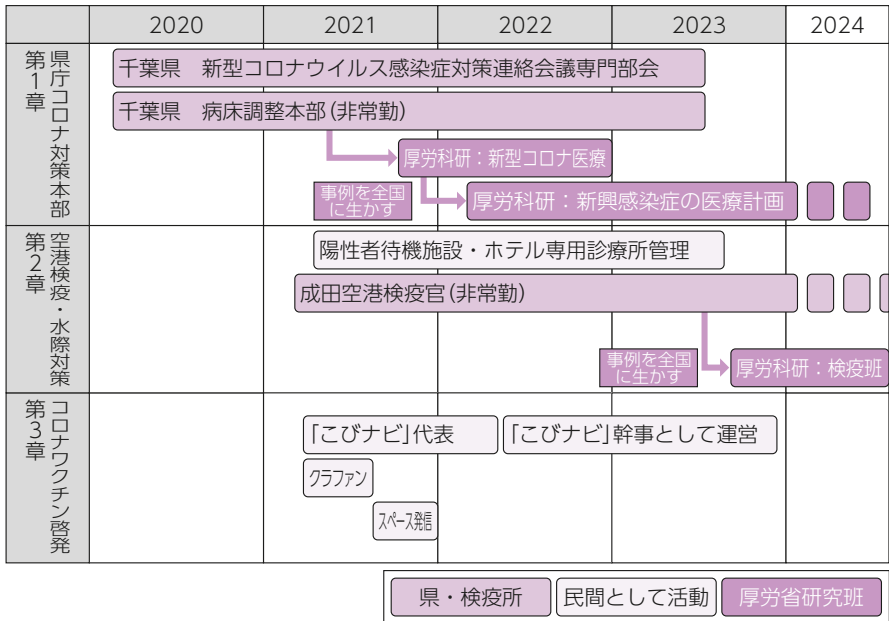 2020 2021 2022 2023 2024
第1章
県庁コロナ対策本部
千葉県 新型コロナウイルス感染症対策連絡会議専門部会
千葉県 病床調整本部(非常勤)
厚労科研：新型コロナ医療
事例を全国
に生かす
厚労科研：新興感染症の医療計画
第2章
空港検疫・水際対策
陽性者待機施設・ホテル専用診療所管理
成田空港検疫官(非常勤)
事例を全国
に生かす
厚労科研：検疫班
第3章
コロナワクチン啓発
「こびナビ」代表
「こびナビ」幹事として運営
クラファン
スペース発信
県・検疫所
民間として活動
厚労省研究班